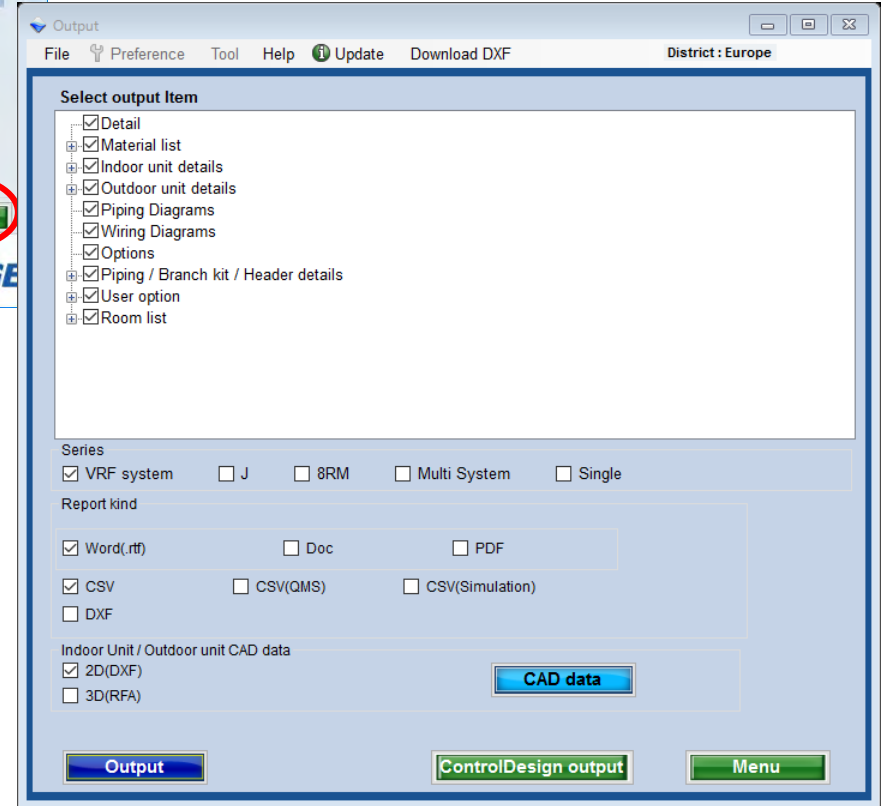 Output
File Preference Tool Help Update Download DXF District : Europe
Select output Item
Detail
Material list
Indoor unit details
Outdoor unit details
Piping Diagrams
Wiring Diagrams
Options
Piping / Branch kit / Header details
User option
Room list
Series
VRF system J 8RM Multi System Single
Report kind
Word(.rtf) Doc PDF
CSV CSV(QMS) CSV(Simulation)
DXF
Indoor Unit / Outdoor unit CAD data
2D(DXF)
CAD data
3D(RFA)
Output ControlDesign output Menu